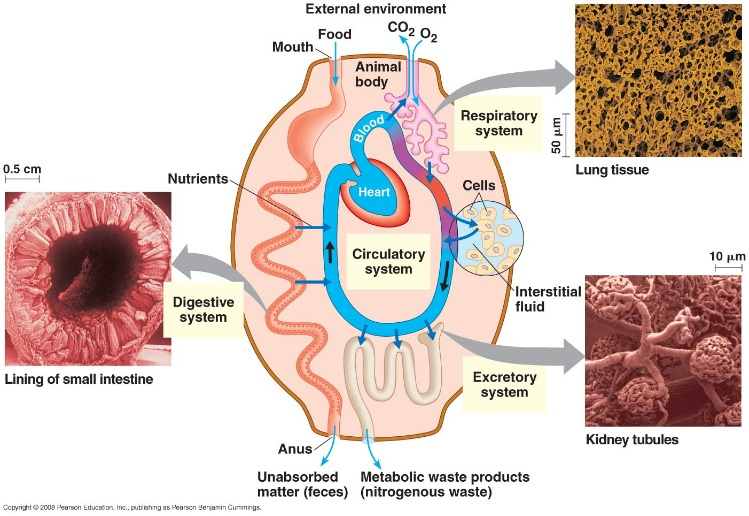 External environment
Food
CO2
O2
Mouth
Animal
body
Blood
Respiratory
system
50 µm
Lung tissue
0.5 cm
Nutrients
Heart
Cells
Circulatory
system
10 µm
Interstitial
fluid
Digestive
system
Lining of small intestine
Excretory
system
Kidney tubules
Anus
Unabsorbed
matter (feces)
Metabolic waste products
(nitrogenous waste)
Copyright © 2008 Pearson Education, Inc., publishing as Pearson Benjamin Cummings.